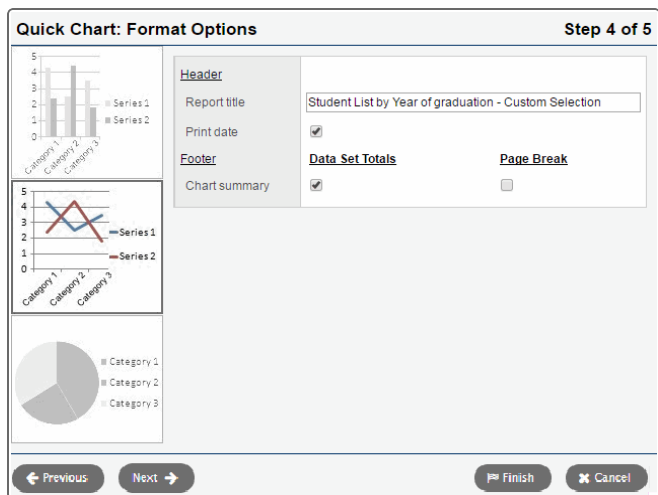 Quick Chart: Format Options Step 4 of 5
5
4
3
2
1
0
Series 1
Series 2
Category 1 Category 2 Category 3
5
4
3
2
1
0
Series 1
Series 2
Category 1 Category 2 Category 3
Category 1
Category 2
Category 3
Header
Report title Student List by Year of graduation - Custom Selection
Print date
Footer Data Set Totals Page Break
Chart summary
Previous Next Finish Cancel